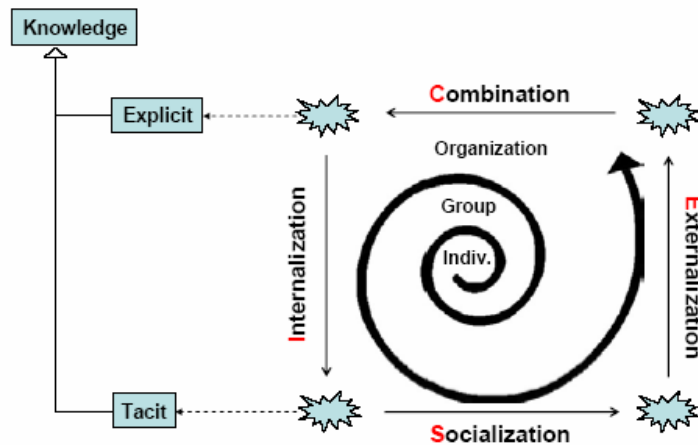 Knowledge
Explicit
Combination
Organization
Group
Indiv.
Internalization
Externalization
Tacit
Socialization